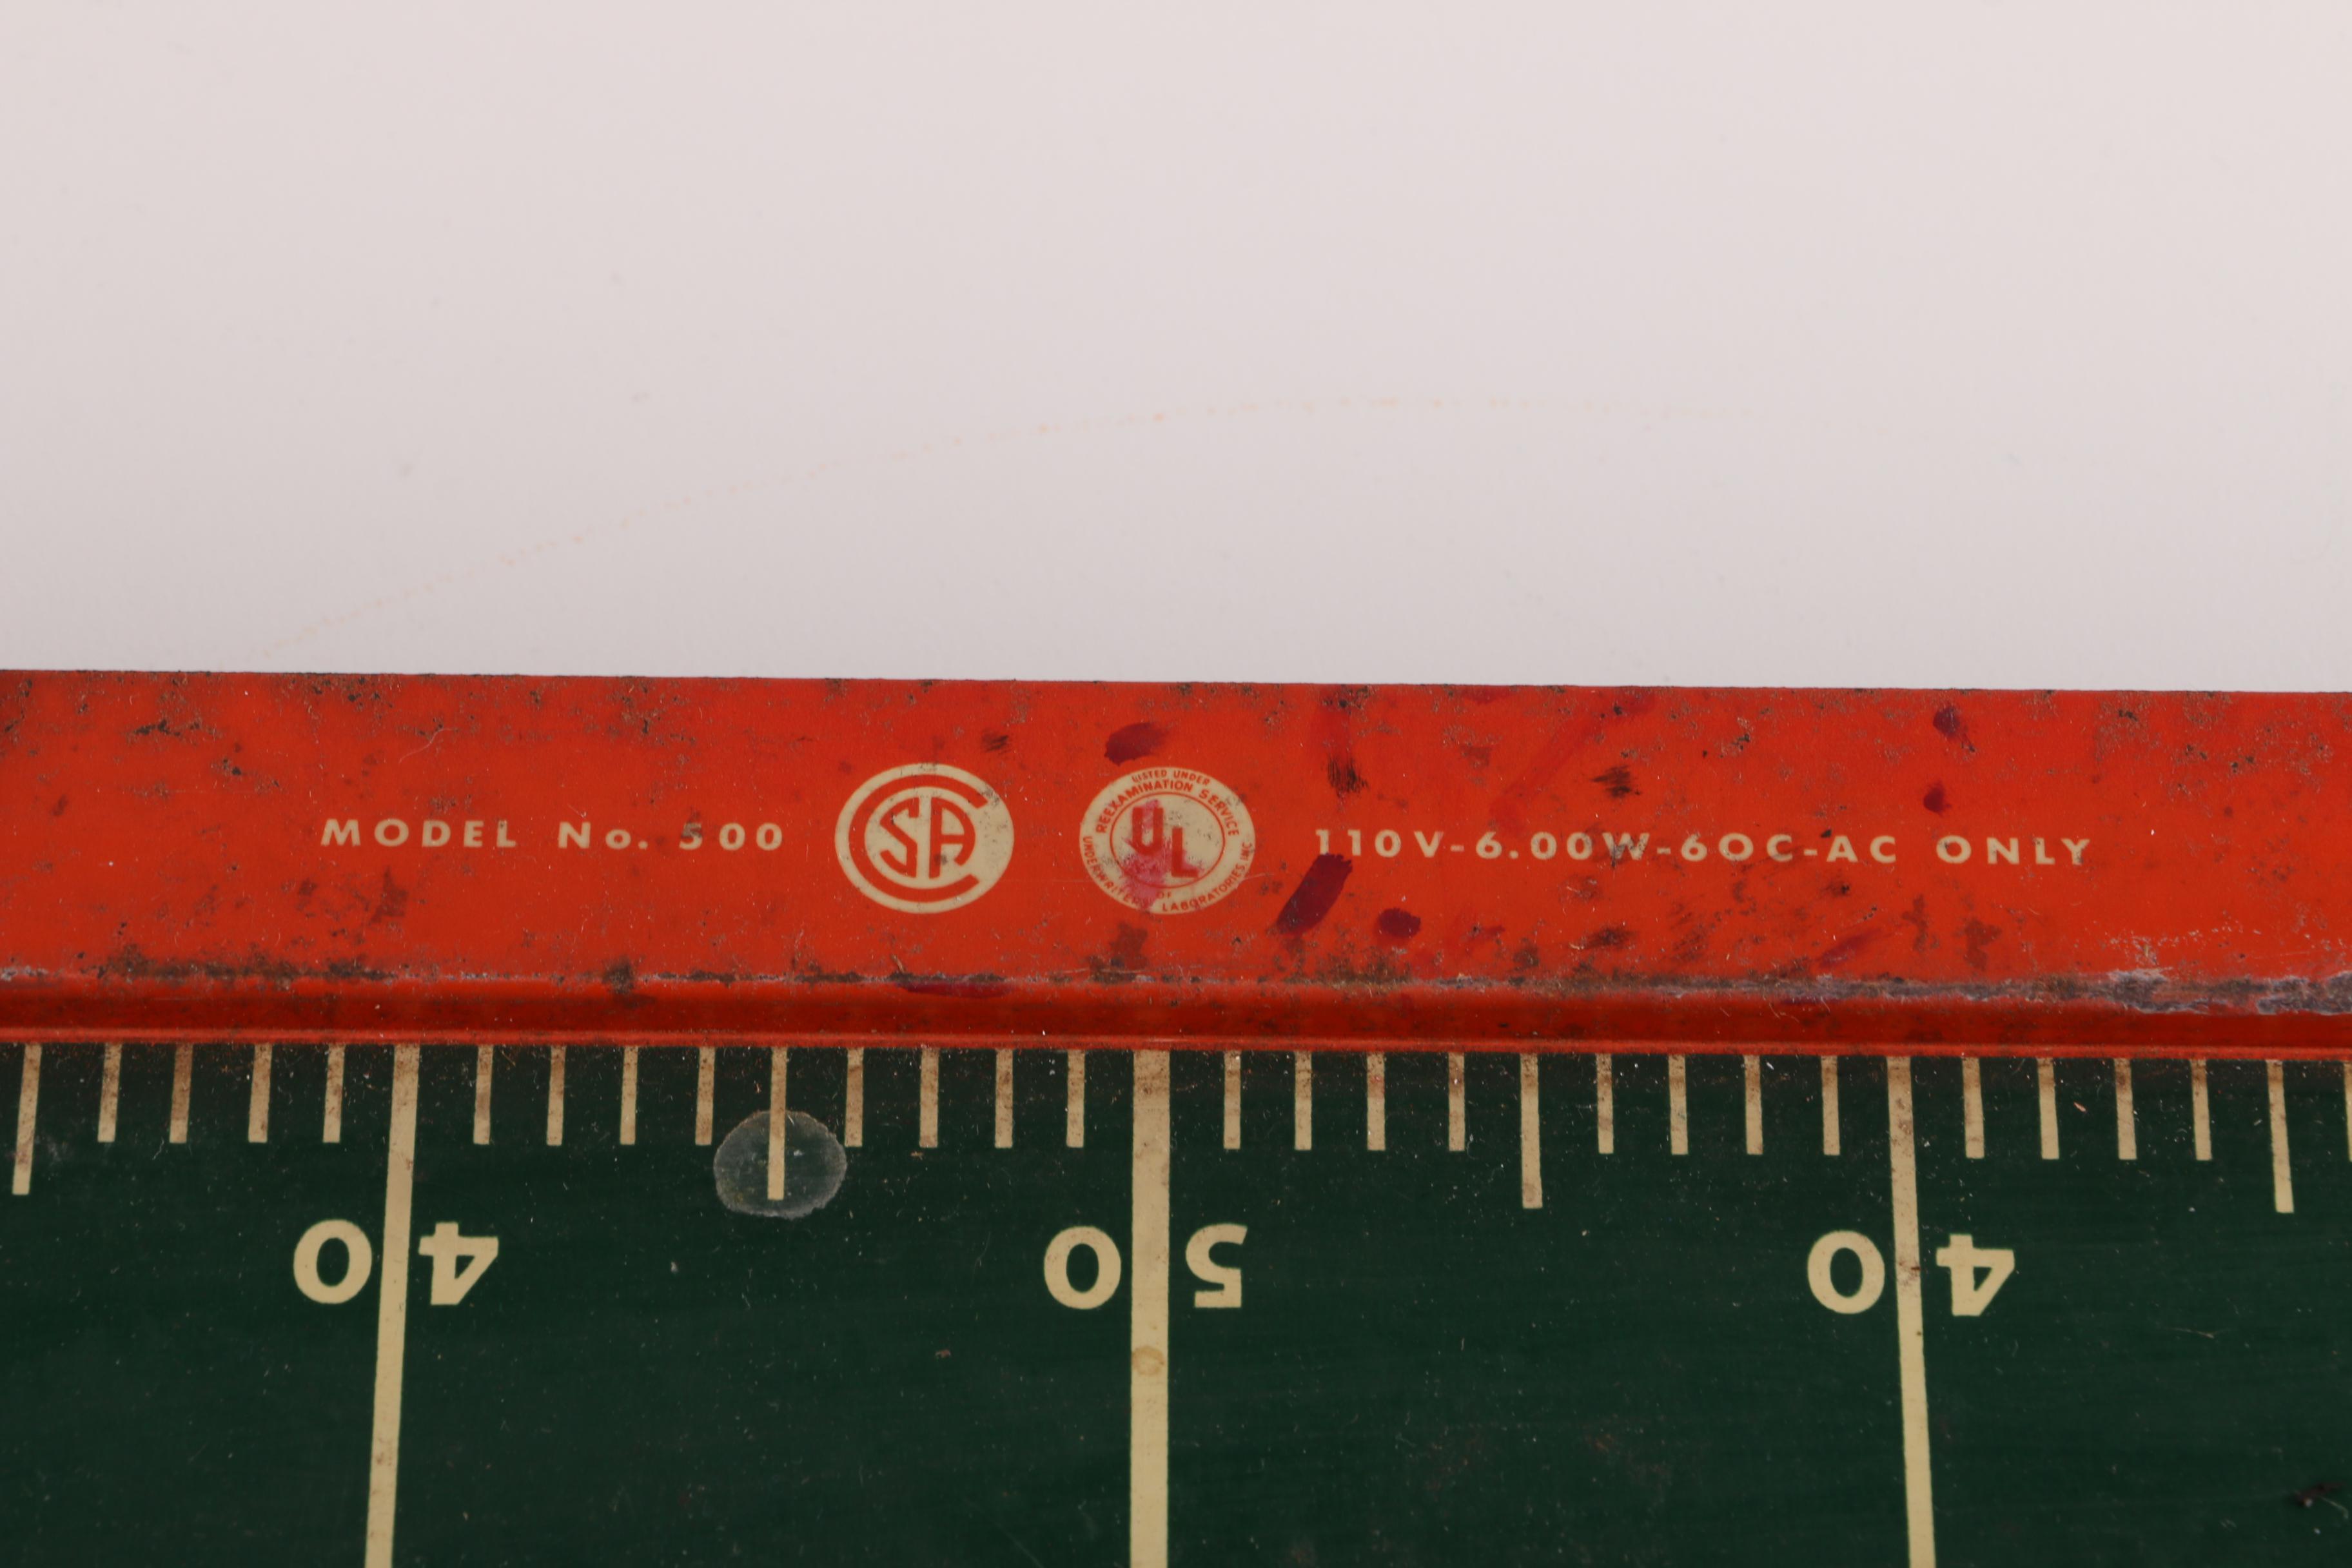 MODEL No. 500
CSA
LISTED UNDER
REEXAMINATION SERVICE
UL
OF
UNDERWRITERS LABORATORIES, INC.
110V-6.00W-60C-AC ONLY
40
50
40